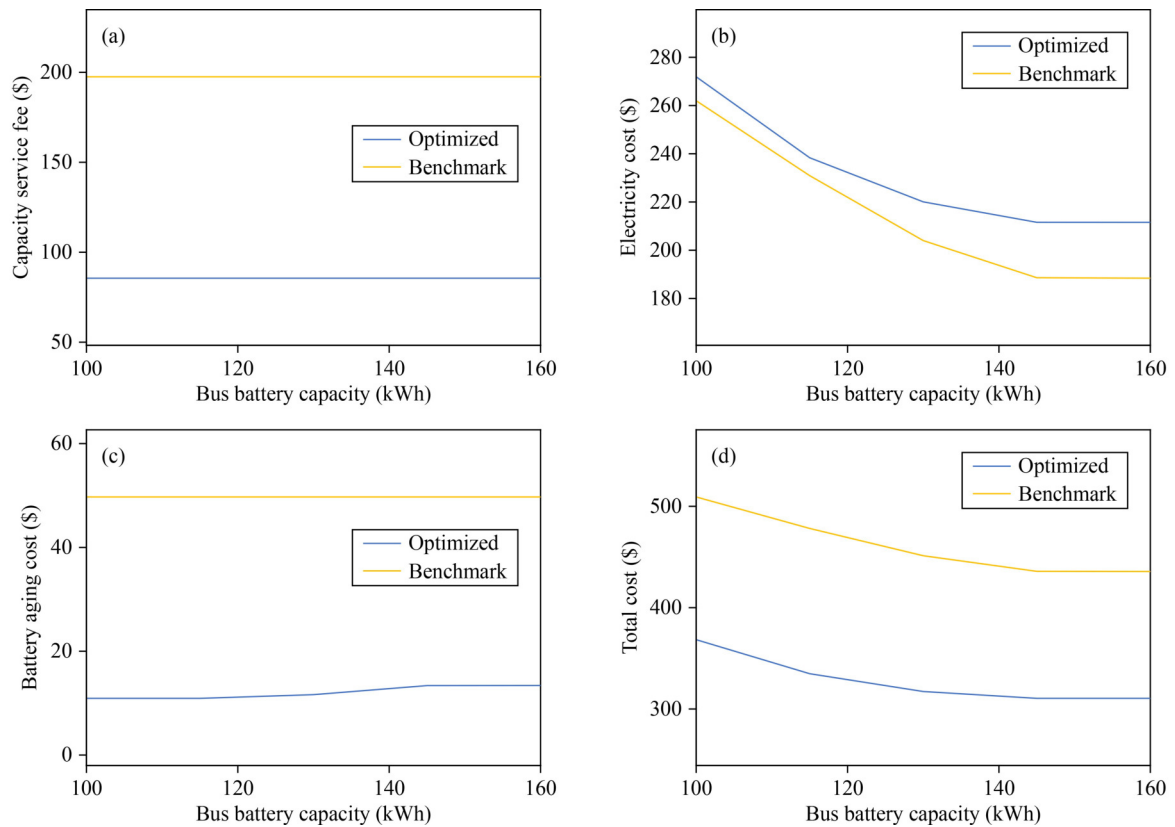 (a)
Capacity service fee ($)
200
150
100
50
Optimized
Benchmark
100
120
140
160
Bus battery capacity (kWh)
(b)
Electricity cost ($)
280
260
240
220
200
180
Optimized
Benchmark
100
120
140
160
Bus battery capacity (kWh)
(c)
Battery aging cost ($)
60
40
20
0
Optimized
Benchmark
100
120
140
160
Bus battery capacity (kWh)
(d)
Total cost ($)
500
400
300
Optimized
Benchmark
100
120
140
160
Bus battery capacity (kWh)